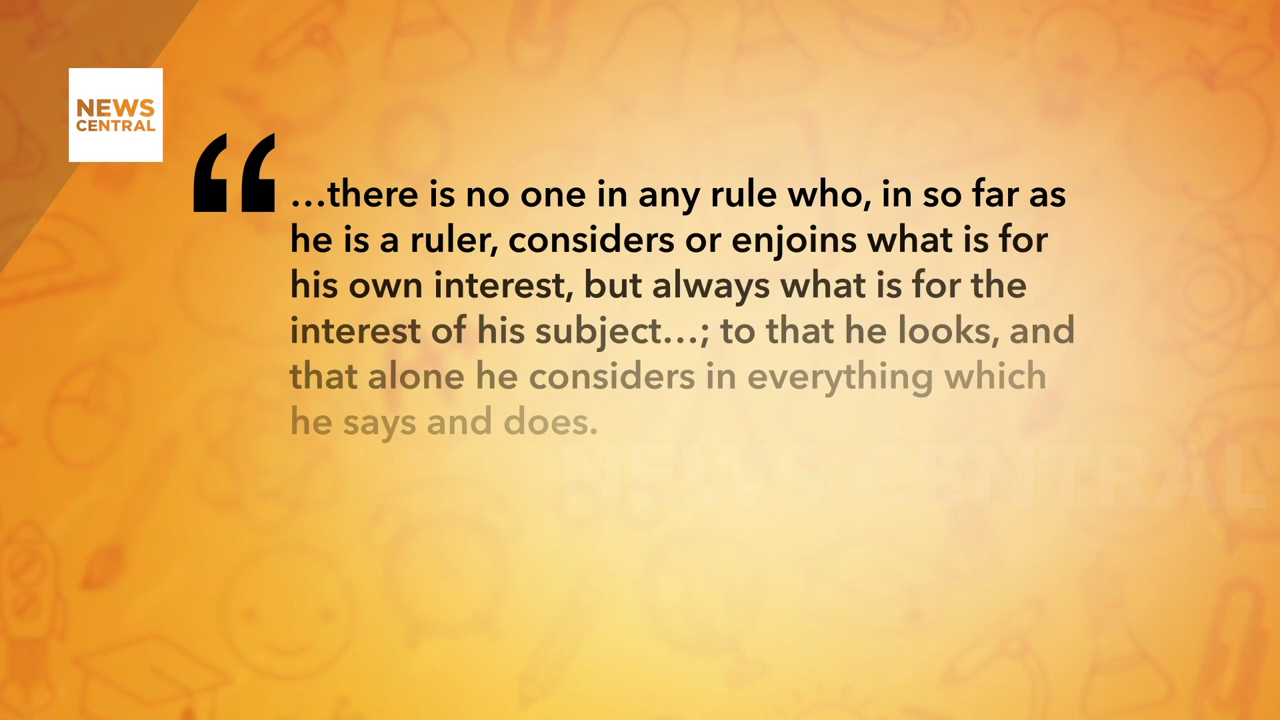 NEWS
CENTRAL
“
…there is no one in any rule who, in so far as
he is a ruler, considers or enjoins what is for
his own interest, but always what is for the
interest of his subject…; to that he looks, and
that alone he considers in everything which
he says and does.
NEWS CENTRAL